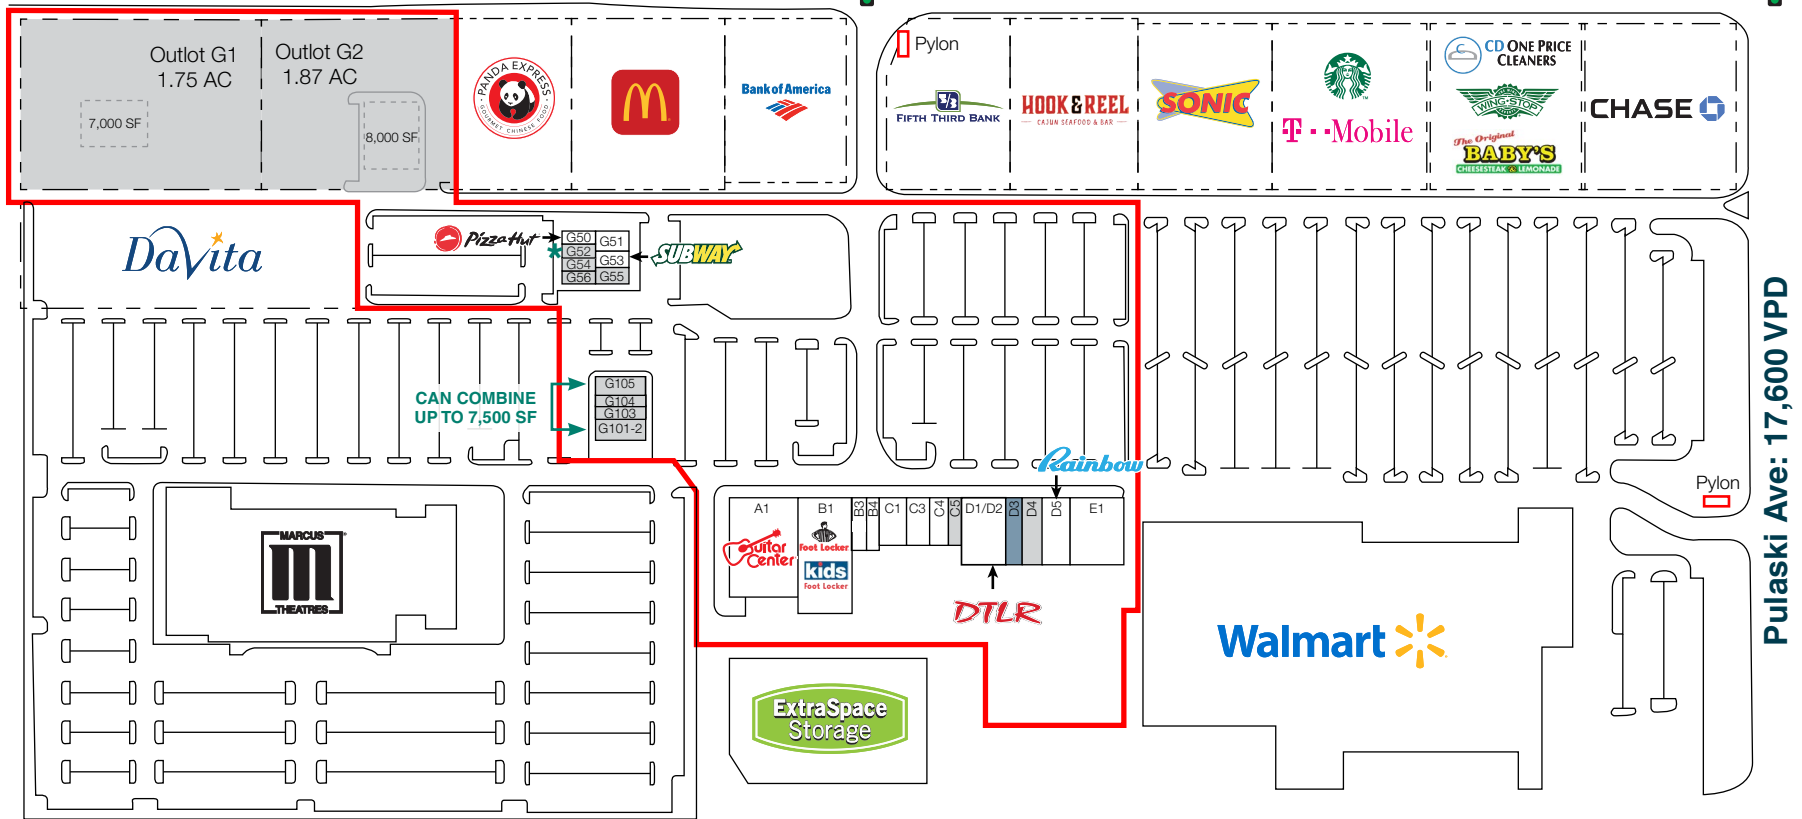 Outlot G1
1.75 AC
Outlot G2
1.87 AC
7,000 SF
8,000 SF
PANDA EXPRESS
GOURMET CHINESE FOOD
Bank of America
Pylon
FIFTH THIRD BANK
HOOK & REEL
CAJUN SEAFOOD & BAR
SONIC
T··Mobile
CD ONE PRICE
CLEANERS
WING·STOP
The Original
BABY'S
CHEESESTEAK & LEMONADE
CHASE
DaVita
Pizza Hut
G50
G51
G52
*
G53
G54
G56
G55
SUBWAY
CAN COMBINE
UP TO 7,500 SF
G105
G104
G103
G101-2
Rainbow
A1
B1
B3
B4
C1
C3
C4
C5
D1/D2
D3
D4
D5
E1
Guitar
Center
Foot Locker
kids
Foot Locker
DTLR
MARCUS
THEATRES
Walmart
ExtraSpace
Storage
Pylon
Pulaski Ave: 17,600 VPD